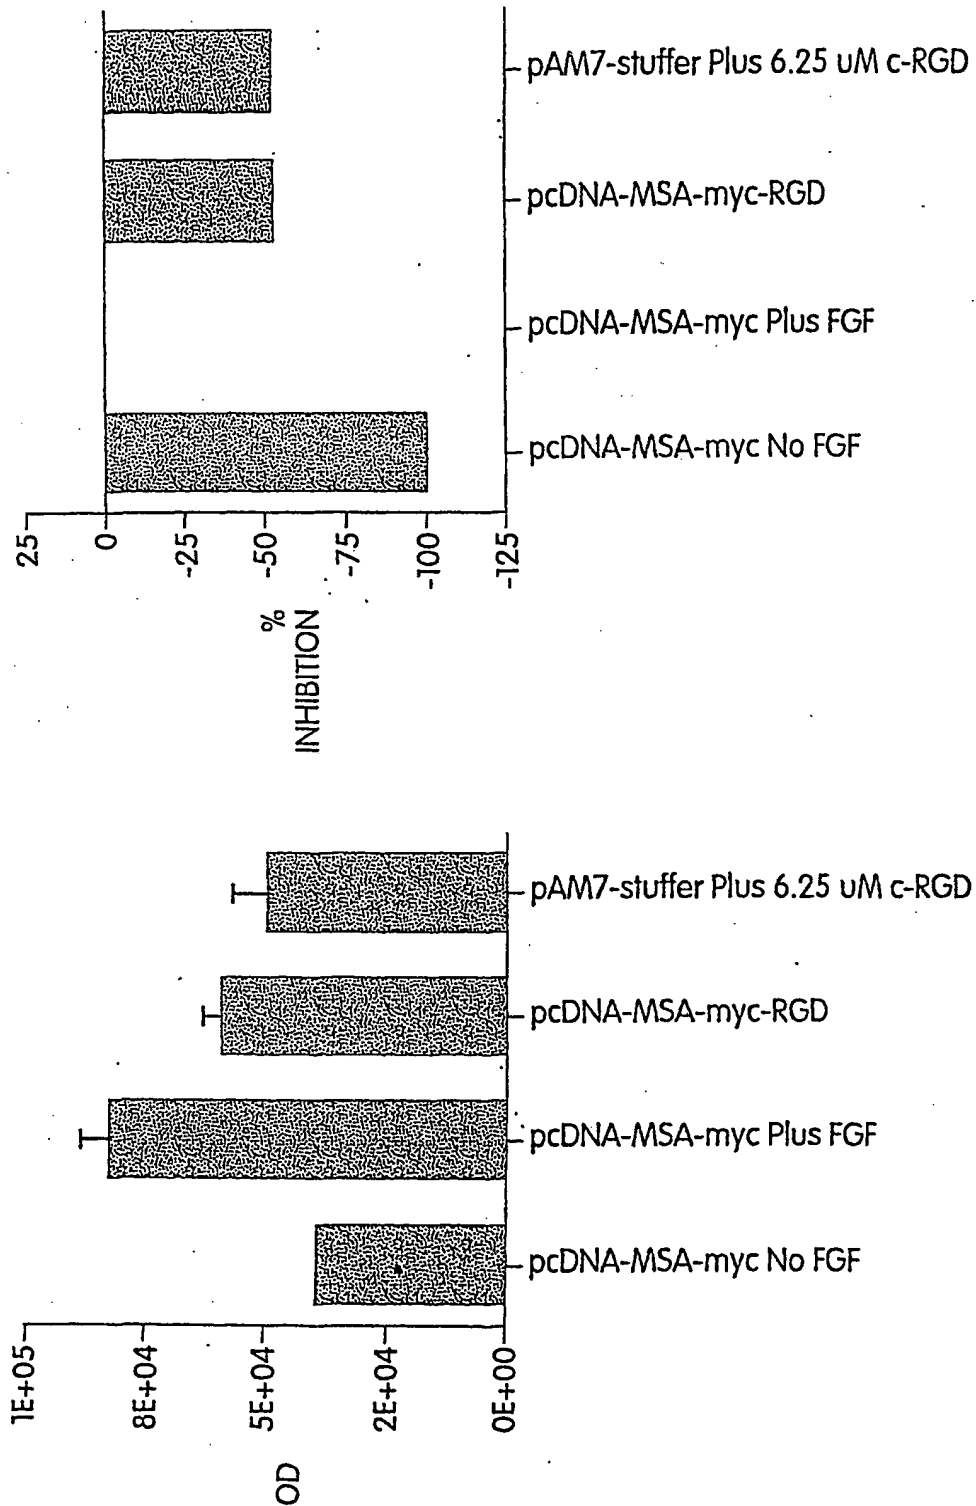 25
0
-25
-50
-75
-100
-125
%
INHIBITION
pcDNA-MSA-myc No FGF
pcDNA-MSA-myc Plus FGF
pcDNA-MSA-myc-RGD
pAM7-stuffer Plus 6.25 uM c-RGD
1E+05
8E+04
5E+04
2E+04
0E+00
OD
pcDNA-MSA-myc No FGF
pcDNA-MSA-myc Plus FGF
pcDNA-MSA-myc-RGD
pAM7-stuffer Plus 6.25 uM c-RGD